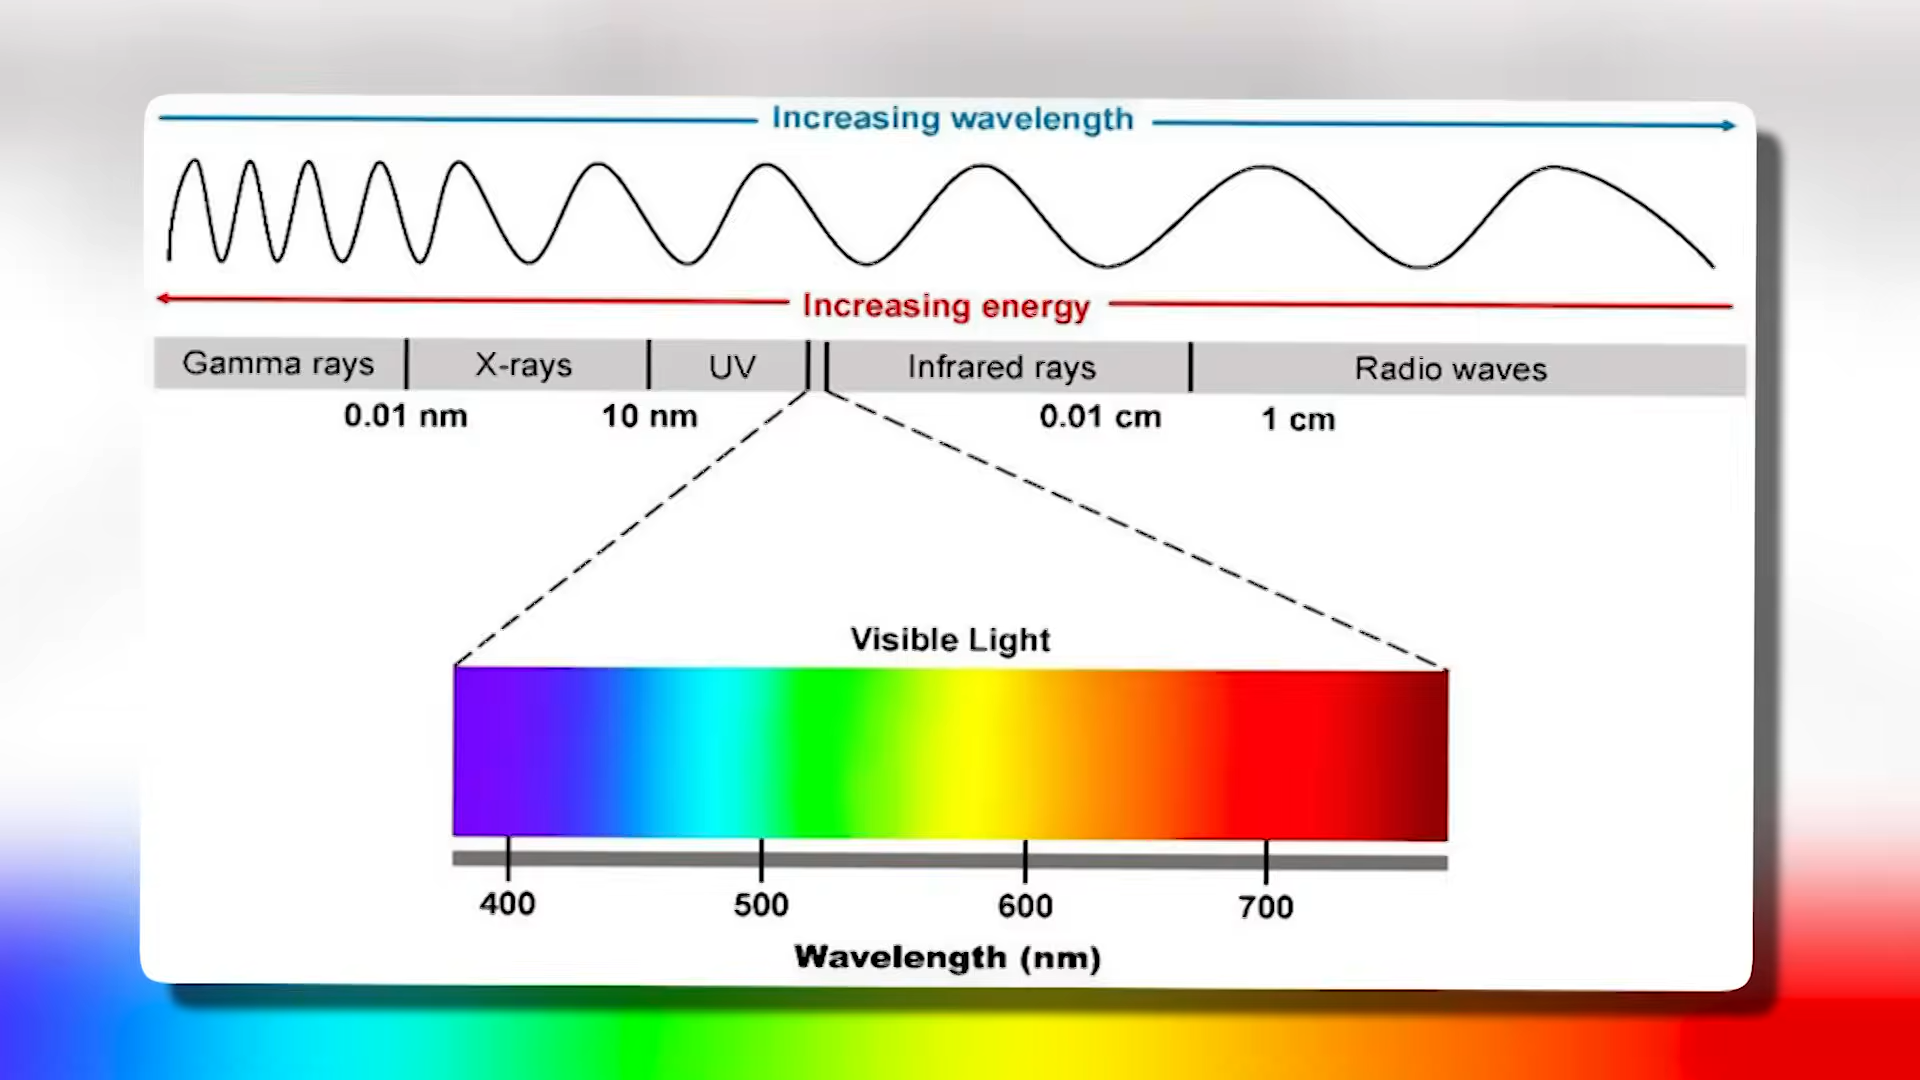 Increasing wavelength
Increasing energy
Gamma rays X-rays UV Infrared rays Radio waves
0.01 nm 10 nm 0.01 cm 1 cm
Visible Light
400 500 600 700
Wavelength (nm)